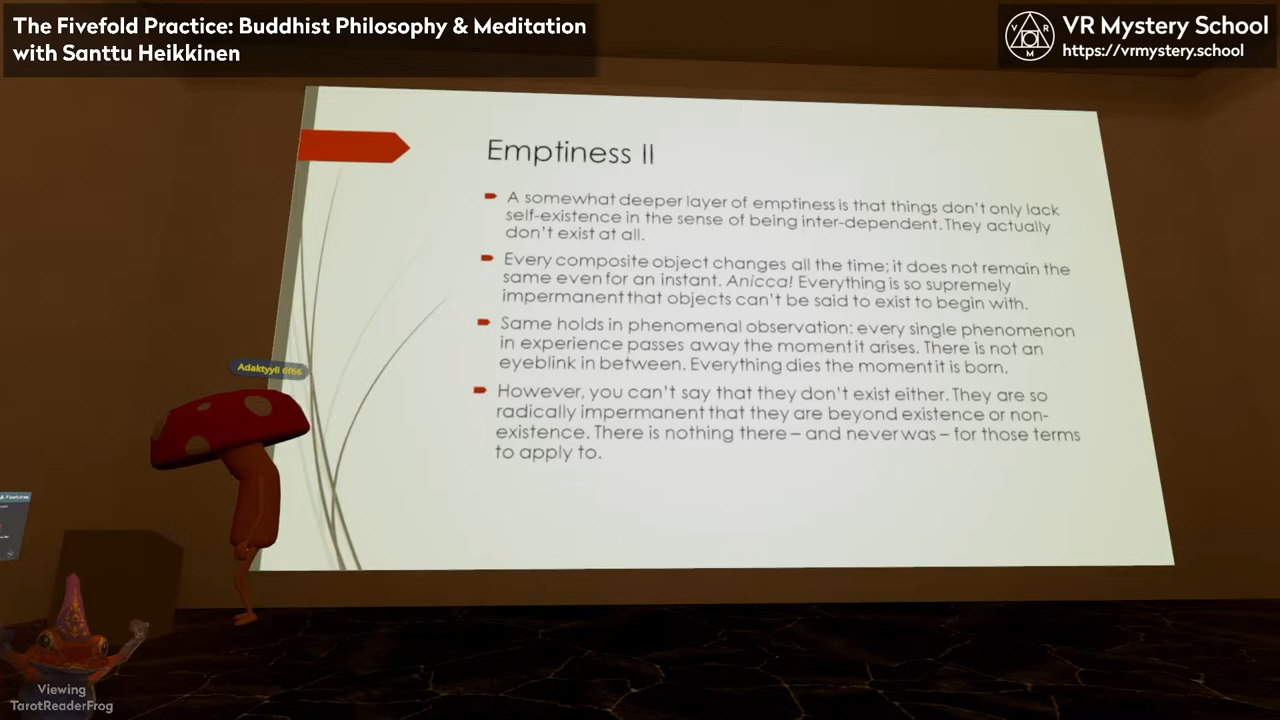 The Fivefold Practice: Buddhist Philosophy & Meditation
with Santtu Heikkinen
VR Mystery School
https://vrmystery.school
V
R
M
Emptiness II
A somewhat deeper layer of emptiness is that things don't only lack
self-existence in the sense of being inter-dependent. They actually
don't exist at all.
Every composite object changes all the time; it does not remain the
same even for an instant. Anicca! Everything is so supremely
impermanent that objects can't be said to exist to begin with.
Same holds in phenomenal observation: every single phenomenon
in experience passes away the moment it arises. There is not an
eyeblink in between. Everything dies the moment it is born.
However, you can't say that they don't exist either. They are so
radically impermanent that they are beyond existence or non-
existence. There is nothing there – and never was – for those terms
to apply to.
Viewing
TarotReaderFrog